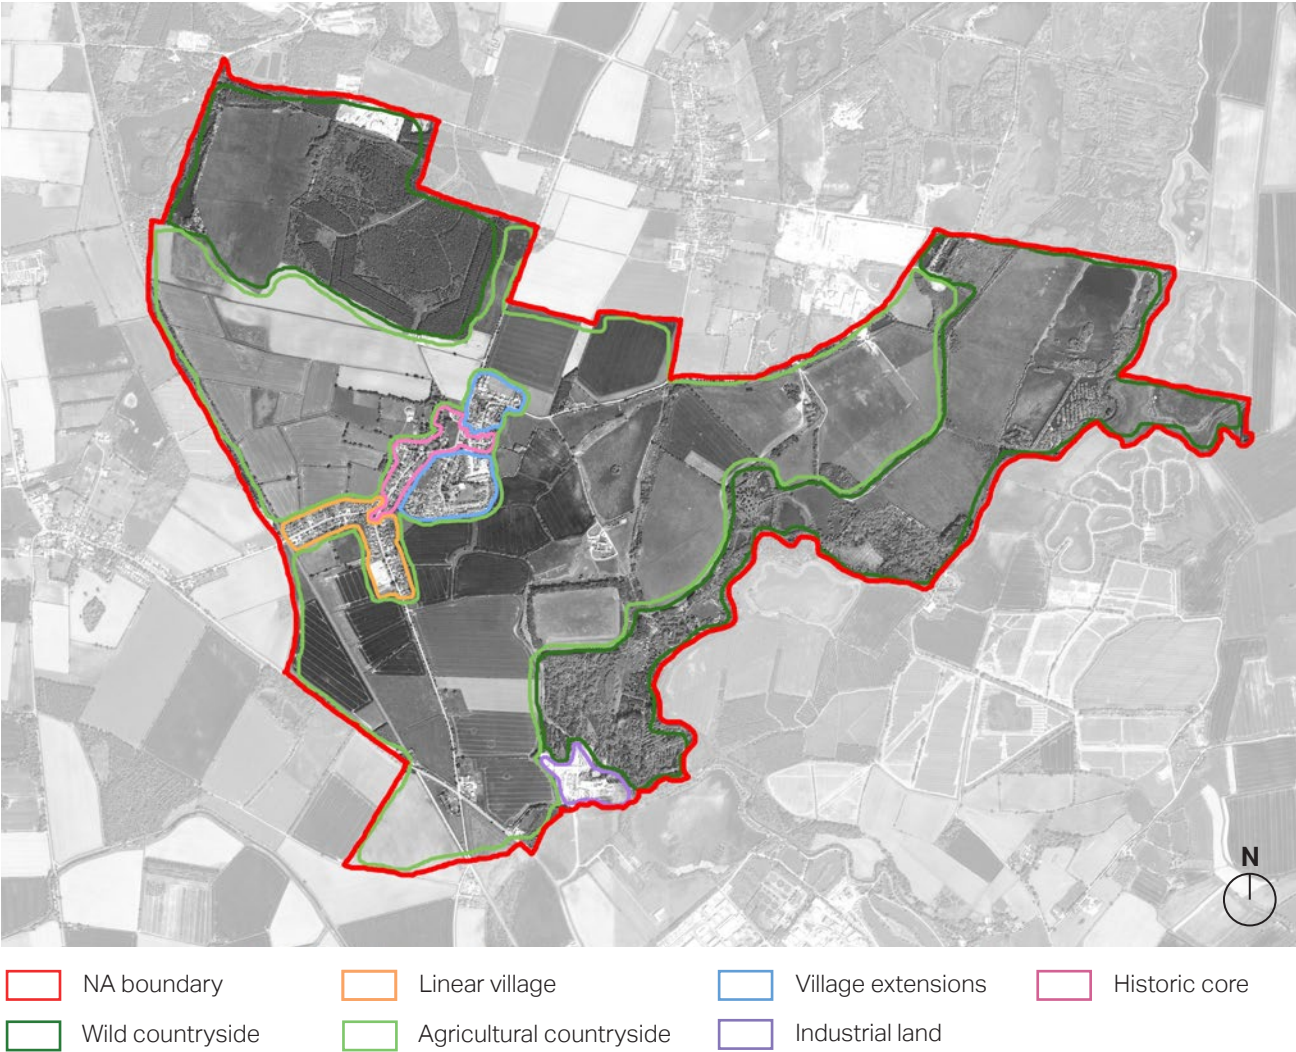 N
NA boundary
Linear village
Village extensions
Historic core
Wild countryside
Agricultural countryside
Industrial land